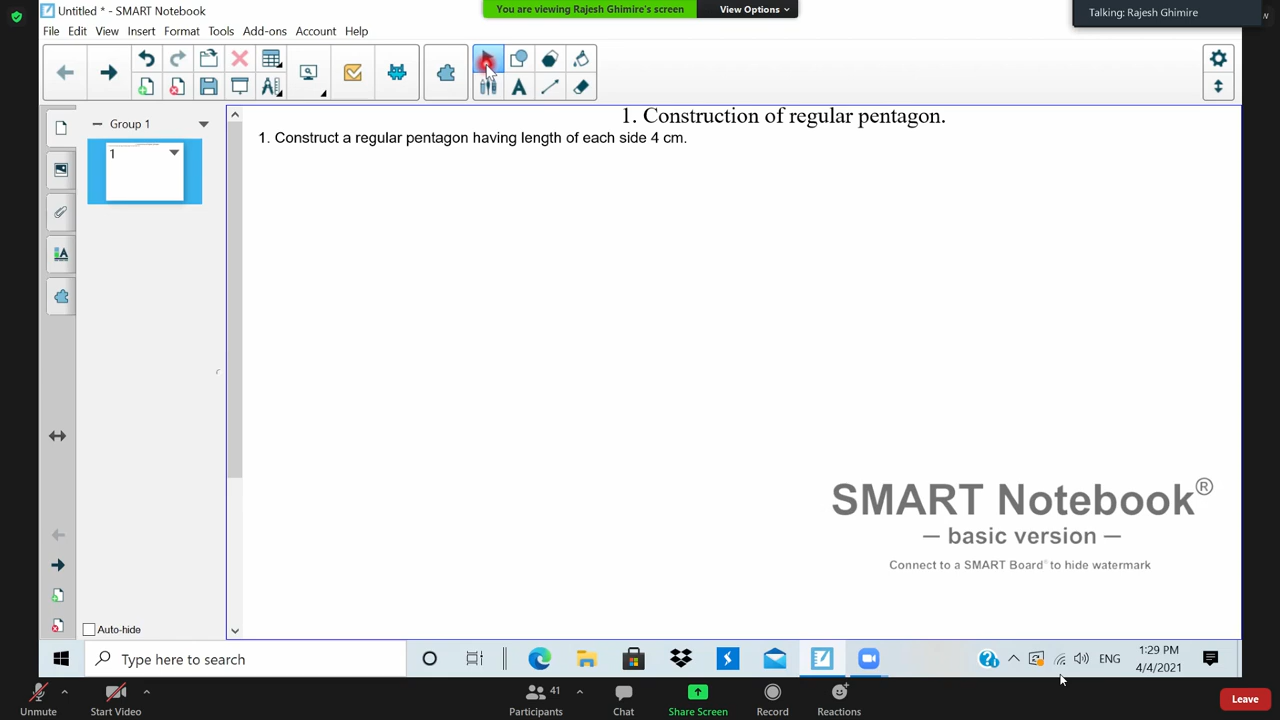 Untitled * - SMART Notebook
You are viewing Rajesh Ghimire's screen
View Options
Talking: Rajesh Ghimire
File Edit View Insert Format Tools Add-ons Account Help
Group 1
1
1. Construction of regular pentagon.
1. Construct a regular pentagon having length of each side 4 cm.
SMART Notebook®
— basic version —
Connect to a SMART Board® to hide watermark
Auto-hide
Type here to search
ENG
1:29 PM
4/4/2021
Unmute
Start Video
Participants
41
Chat
Share Screen
Record
Reactions
Leave